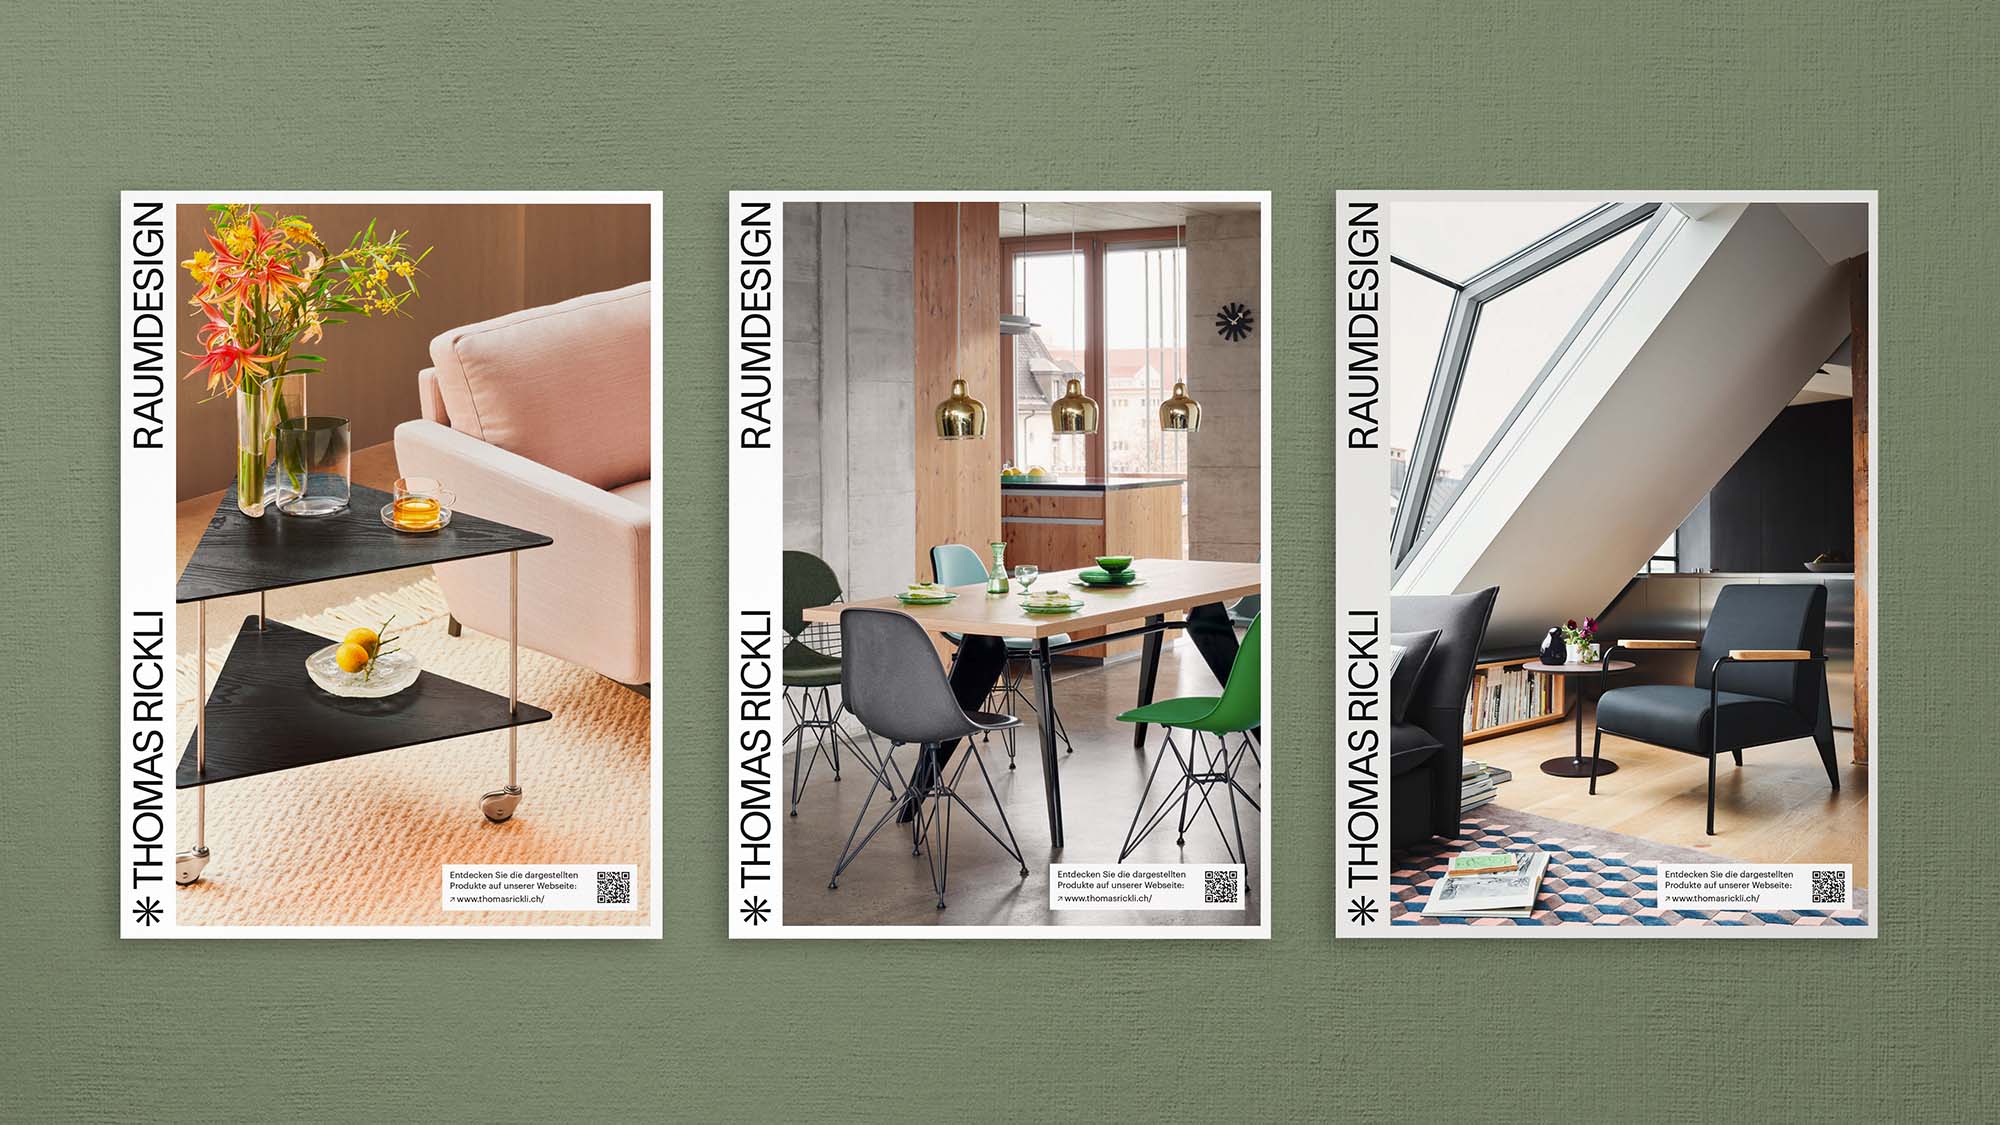 RAUMDESIGN
✳ THOMAS RICKLI
Entdecken Sie die dargestellten
Produkte auf unserer Webseite:
↗ www.thomasrickli.ch/
RAUMDESIGN
✳ THOMAS RICKLI
Entdecken Sie die dargestellten
Produkte auf unserer Webseite:
↗ www.thomasrickli.ch/
RAUMDESIGN
✳ THOMAS RICKLI
Entdecken Sie die dargestellten
Produkte auf unserer Webseite:
↗ www.thomasrickli.ch/